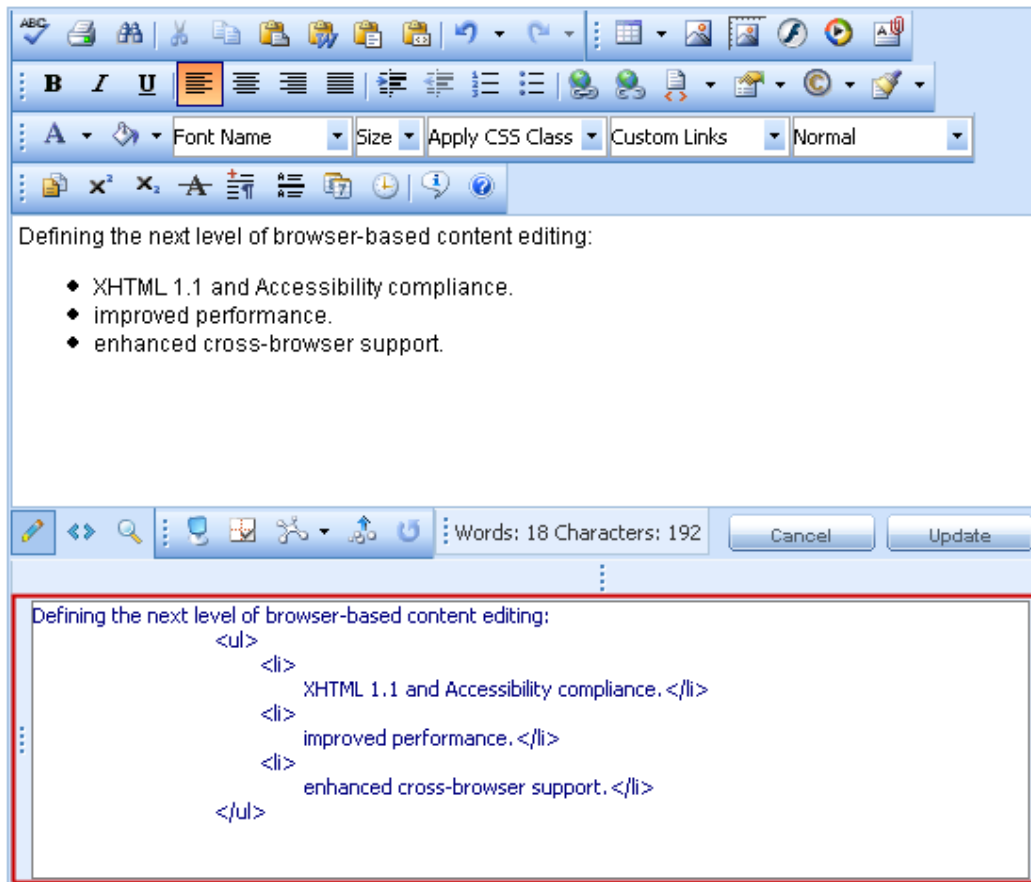 ABC
B I U
A Font Name Size Apply CSS Class Custom Links Normal
Defining the next level of browser-based content editing:
XHTML 1.1 and Accessibility compliance.
improved performance.
enhanced cross-browser support.
Words: 18 Characters: 192 Cancel Update
Defining the next level of browser-based content editing:
<ul>
<li>
XHTML 1.1 and Accessibility compliance.</li>
<li>
improved performance.</li>
<li>
enhanced cross-browser support.</li>
</ul>